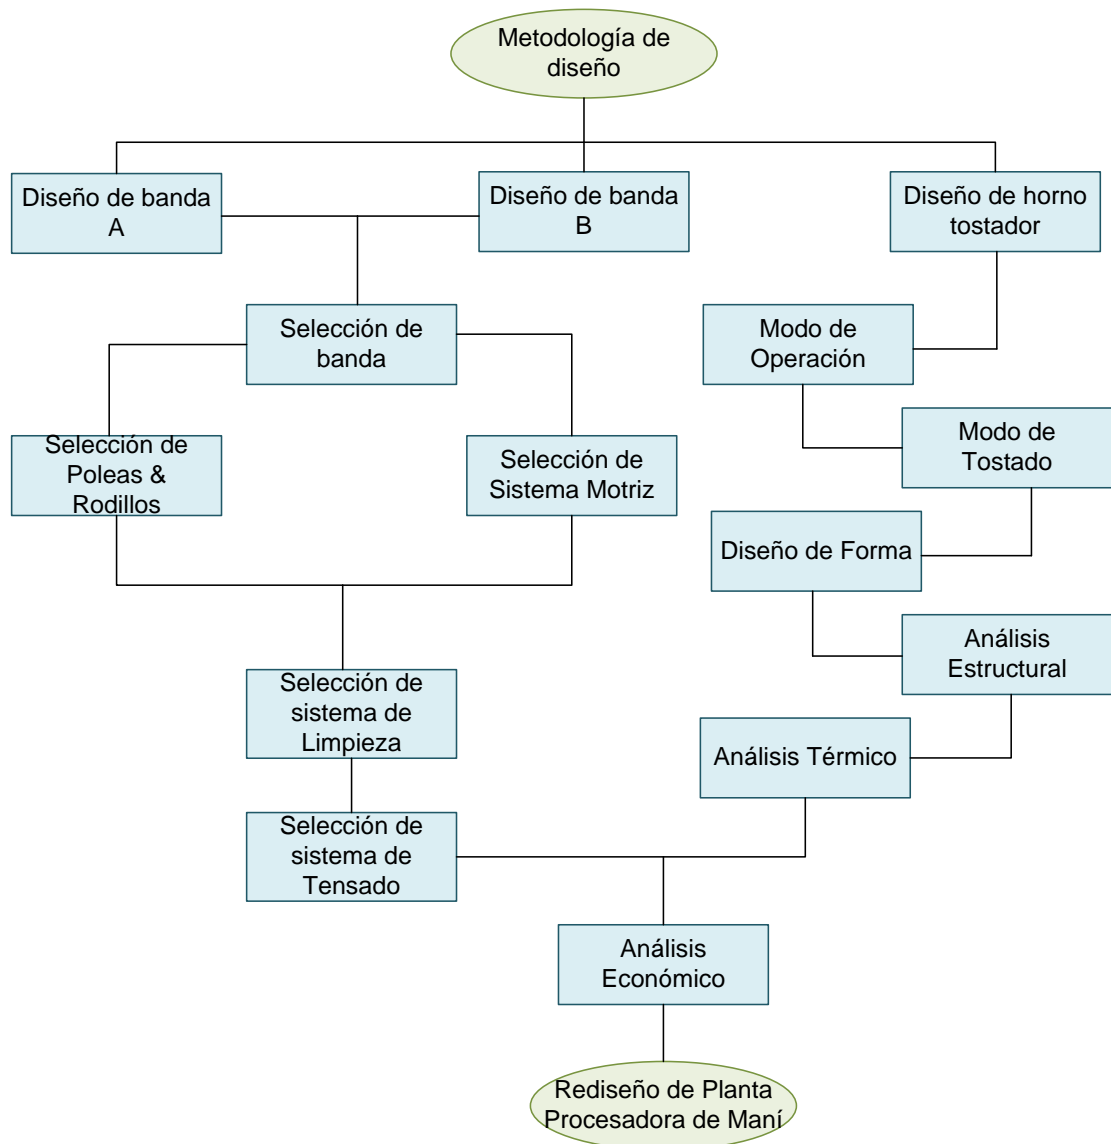 Metodología de
diseño
Diseño de banda
A
Diseño de banda
B
Diseño de horno
tostador
Selección de
banda
Modo de
Operación
Selección de
Poleas & 
Rodillos
Selección de
Sistema Motriz
Modo de
Tostado
Diseño de Forma
Análisis
Estructural
Selección de
sistema de
Limpieza
Análisis Térmico
Selección de
sistema de
Tensado
Análisis
Económico
Rediseño de Planta
Procesadora de Maní